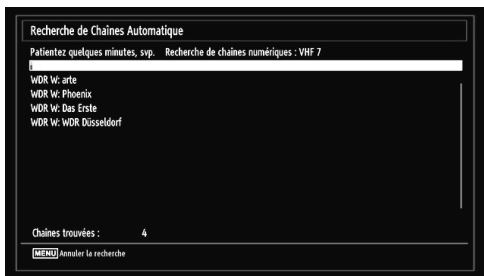 Recherche de Chaînes Automatique
Patientez quelques minutes, svp. Recherche de chaînes numériques : VHF 7
WDR W: arte
WDR W: Phoenix
WDR W: Das Erste
WDR W: WDR Düsseldorf
Chaînes trouvées : 4
MENU Annuler la recherche